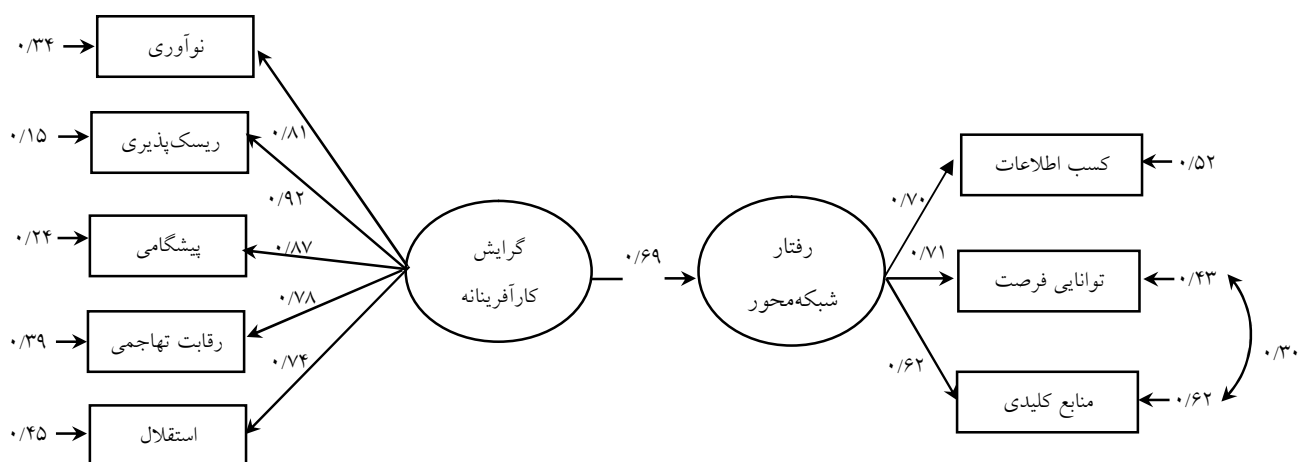 نوآوری
۰/۳۴
۰/۸۱
ریسک‌پذیری
۰/۱۵
۰/۹۲
پیشگامی
۰/۲۴
۰/۸۷
رقابت تهاجمی
۰/۳۹
۰/۷۸
استقلال
۰/۴۵
۰/۷۴
گرایش
کارآفرینانه
۰/۶۹
رفتار
شبکه‌محور
۰/۷۰
کسب اطلاعات
۰/۵۲
۰/۷۱
توانایی فرصت
۰/۴۳
۰/۶۲
منابع کلیدی
۰/۶۲
۰/۳۰